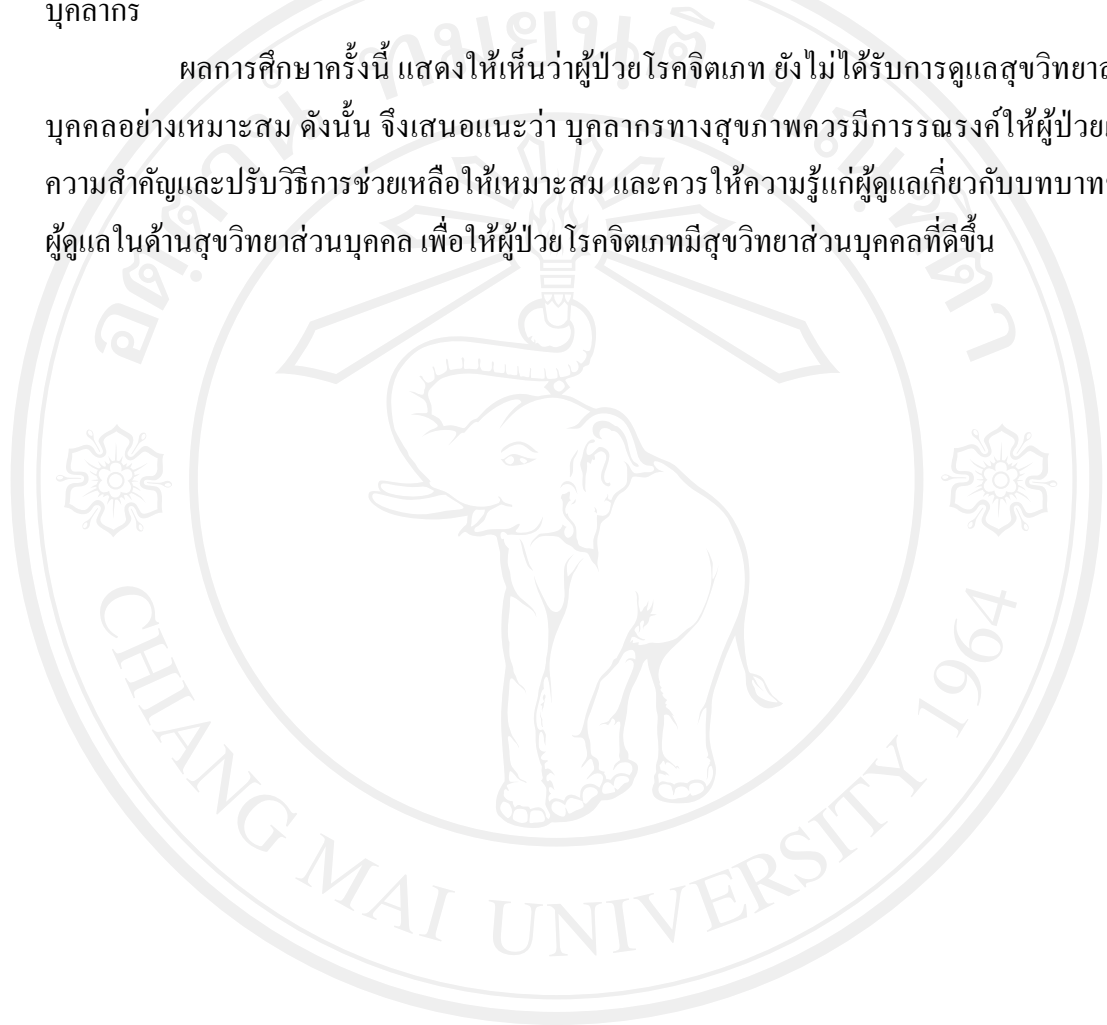 บุคลากร
ผลการศึกษาครั้งนี้ แสดงให้เห็นว่าผู้ป่วยโรคจิตเภท ยังไม่ได้รับการดูแลสุขวิทยา
บุคคลอย่างเหมาะสม ดังนั้น จึงเสนอแนะว่า บุคลากรทางสุขภาพควรมีการรณรงค์ให้ผู้ป่วย
ความสำคัญและปรับวิธีการช่วยเหลือให้เหมาะสม และควรให้ความรู้แก่ผู้ดูแลเกี่ยวกับบทบาท
ผู้ดูแลในด้านสุขวิทยาส่วนบุคคล เพื่อให้ผู้ป่วยโรคจิตเภทมีสุขวิทยาส่วนบุคคลที่ดีขึ้น
CHIANG MAI UNIVERSITY 1964